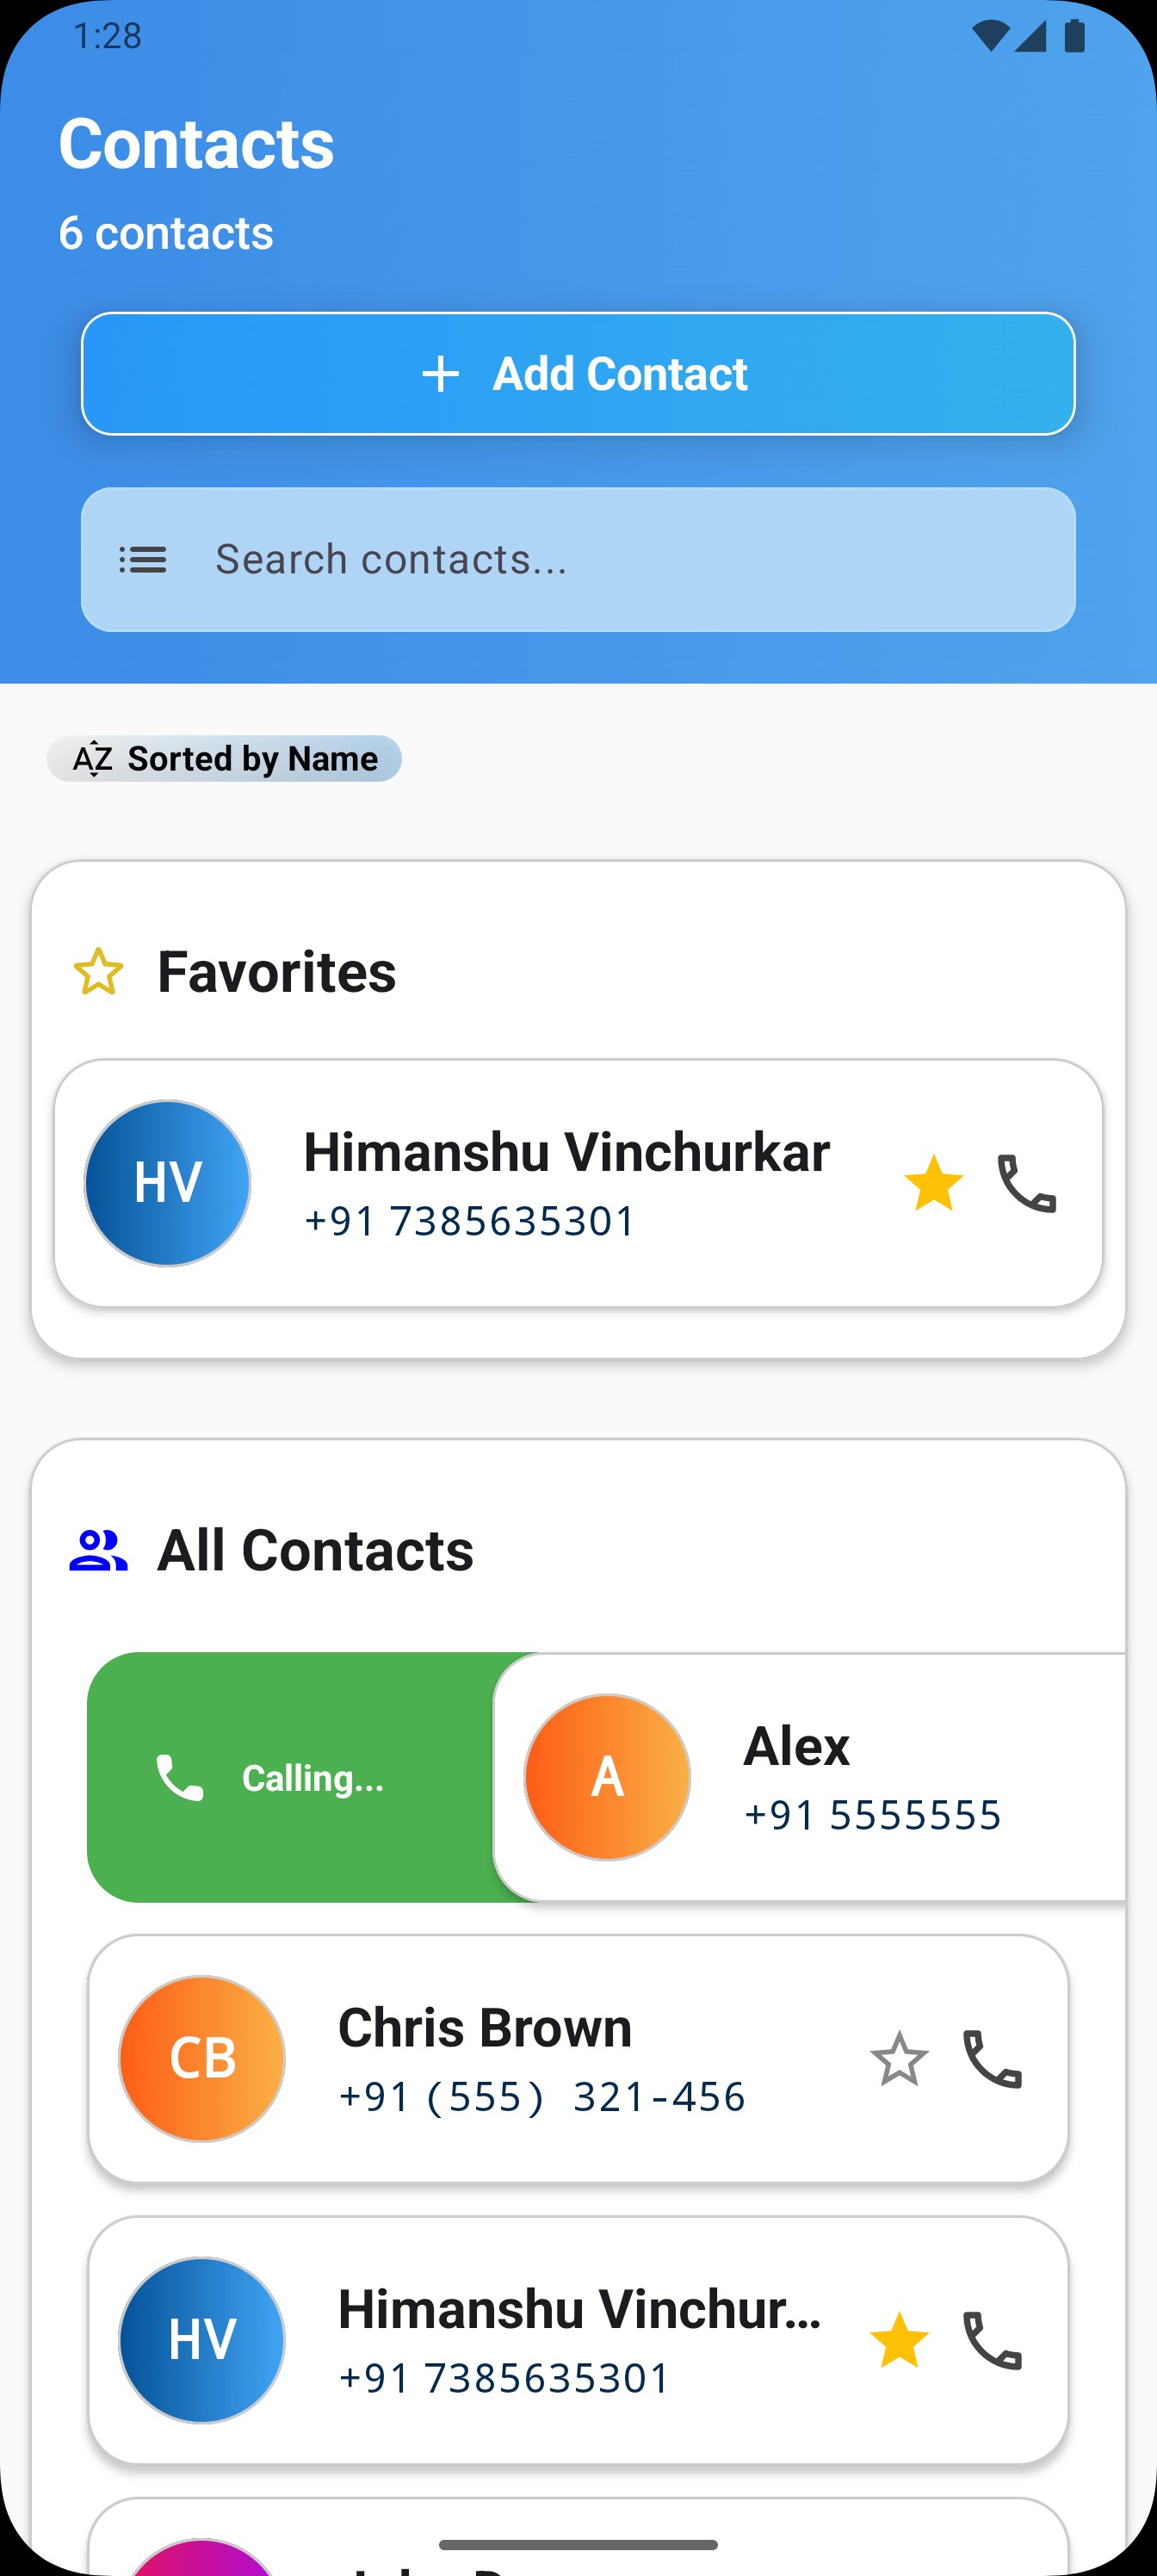 1:28
Contacts
6 contacts
+ Add Contact
Search contacts...
AZ Sorted by Name
Favorites
HV
Himanshu Vinchurkar
+91 7385635301
All Contacts
Calling...
A
Alex
+91 5555555
CB
Chris Brown
+91 (555) 321-456
HV
Himanshu Vinchur...
+91 7385635301